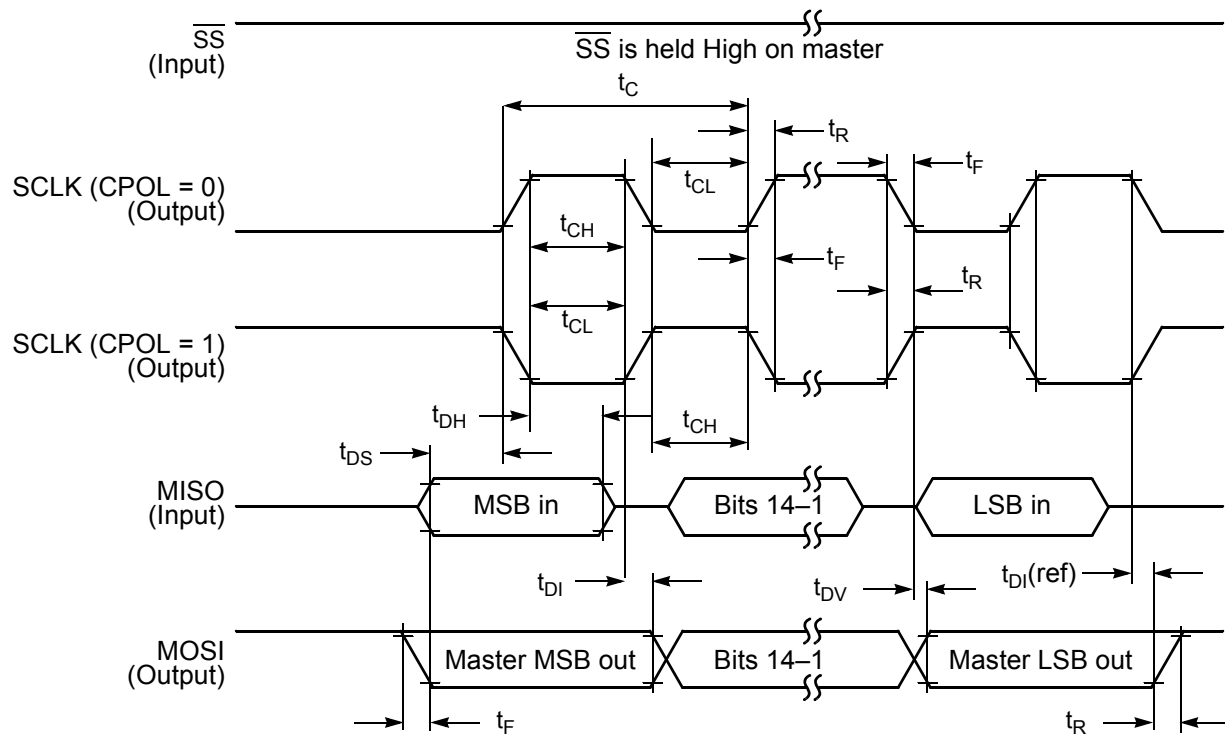 SS
(Input)
SS is held High on master
tC
tR
tF
tCL
SCLK (CPOL = 0)
(Output)
tCH
tF
tR
tCL
SCLK (CPOL = 1)
(Output)
tDH
tCH
tDS
MISO
(Input)
MSB in
Bits 14–1
LSB in
tDI
tDV
tDI(ref)
MOSI
(Output)
Master MSB out
Bits 14–1
Master LSB out
tF
tR